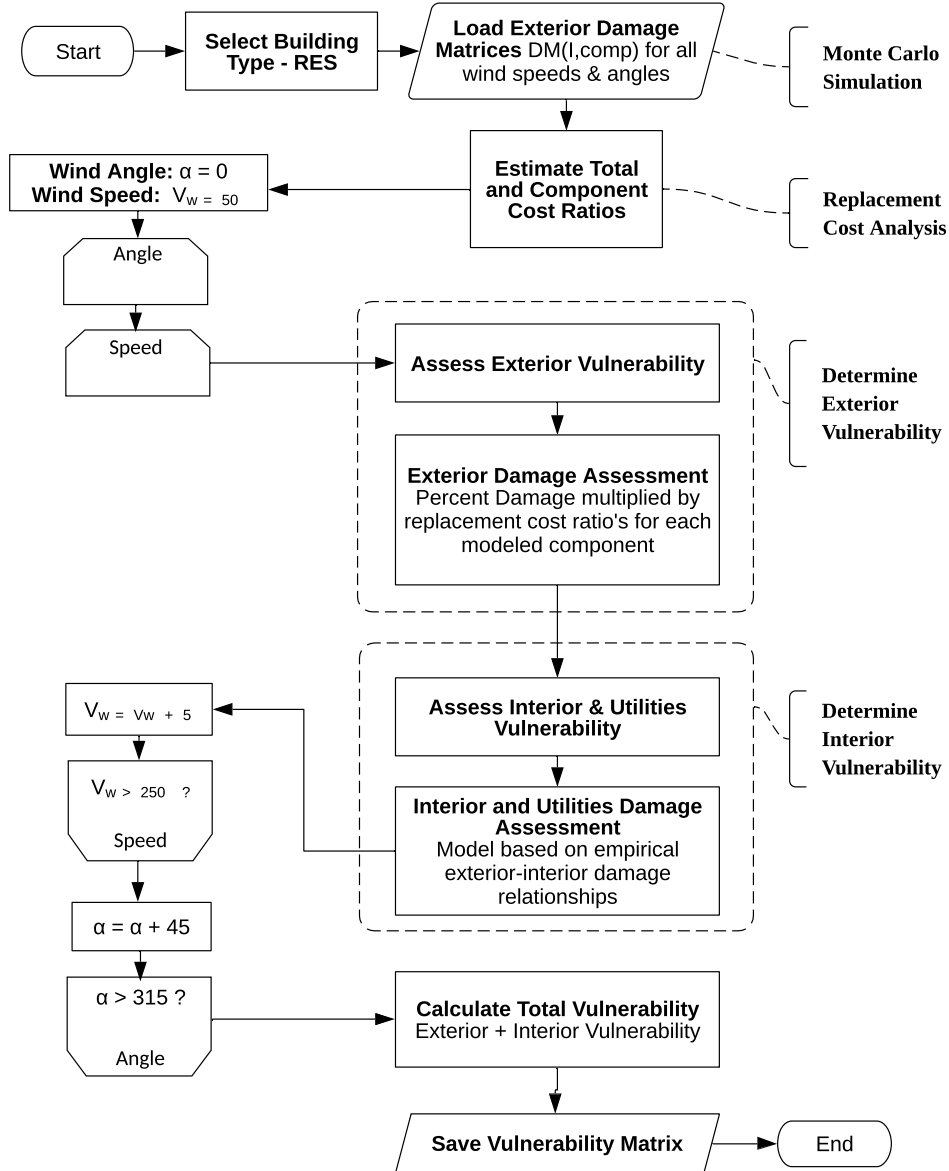 Start
Select Building
Type - RES
Load Exterior Damage
Matrices DM(I,comp) for all
wind speeds & angles
Monte Carlo
Simulation
Estimate Total
and Component
Cost Ratios
Replacement
Cost Analysis
Wind Angle: α = 0
Wind Speed: Vw = 50
Angle
Speed
Assess Exterior Vulnerability
Exterior Damage Assessment
Percent Damage multiplied by
replacement cost ratio's for each
modeled component
Determine
Exterior
Vulnerability
Assess Interior & Utilities
Vulnerability
Interior and Utilities Damage
Assessment
Model based on empirical
exterior-interior damage
relationships
Determine
Interior
Vulnerability
Vw = Vw + 5
Vw > 250 ?
Speed
α = α + 45
α > 315 ?
Angle
Calculate Total Vulnerability
Exterior + Interior Vulnerability
Save Vulnerability Matrix
End